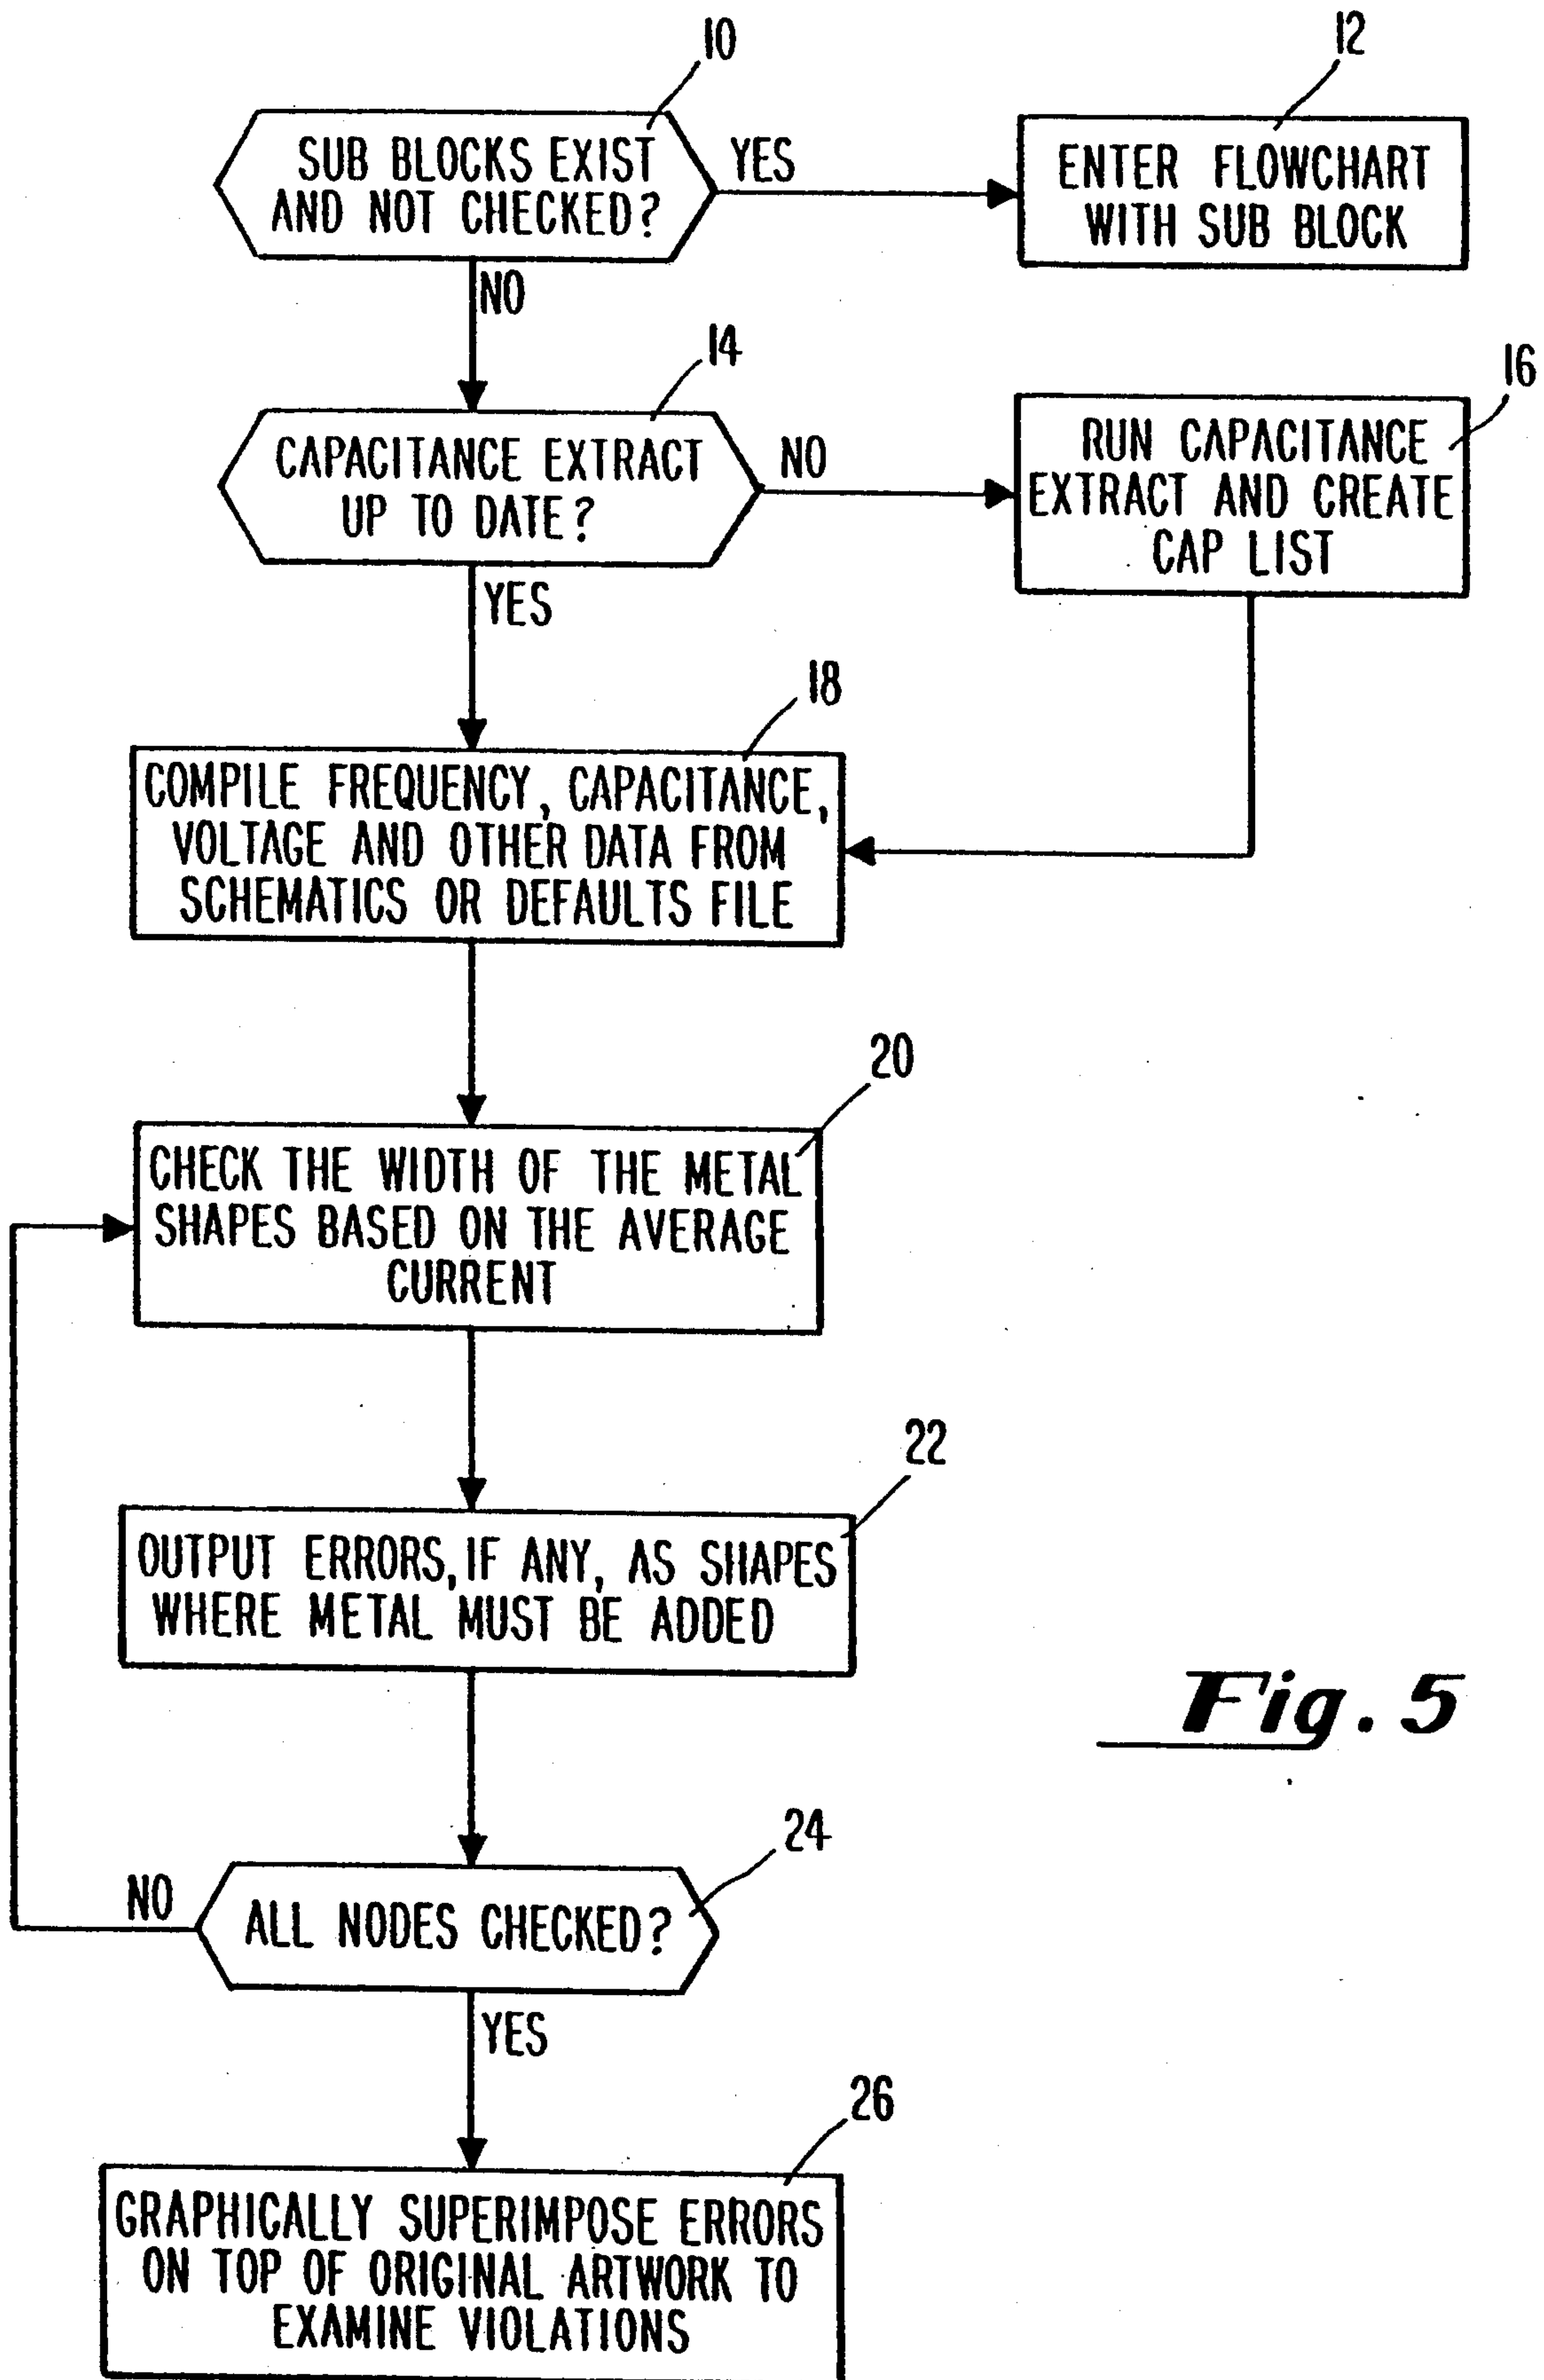 10
SUB BLOCKS EXIST
AND NOT CHECKED?
YES
12
ENTER FLOWCHART
WITH SUB BLOCK
NO
14
CAPACITANCE EXTRACT
UP TO DATE?
NO
16
RUN CAPACITANCE
EXTRACT AND CREATE
CAP LIST
YES
18
COMPILE FREQUENCY, CAPACITANCE,
VOLTAGE AND OTHER DATA FROM
SCHEMATICS OR DEFAULTS FILE
20
CHECK THE WIDTH OF THE METAL
SHAPES BASED ON THE AVERAGE
CURRENT
22
OUTPUT ERRORS, IF ANY, AS SHAPES
WHERE METAL MUST BE ADDED
Fig. 5
24
ALL NODES CHECKED?
NO
YES
26
GRAPHICALLY SUPERIMPOSE ERRORS
ON TOP OF ORIGINAL ARTWORK TO
EXAMINE VIOLATIONS